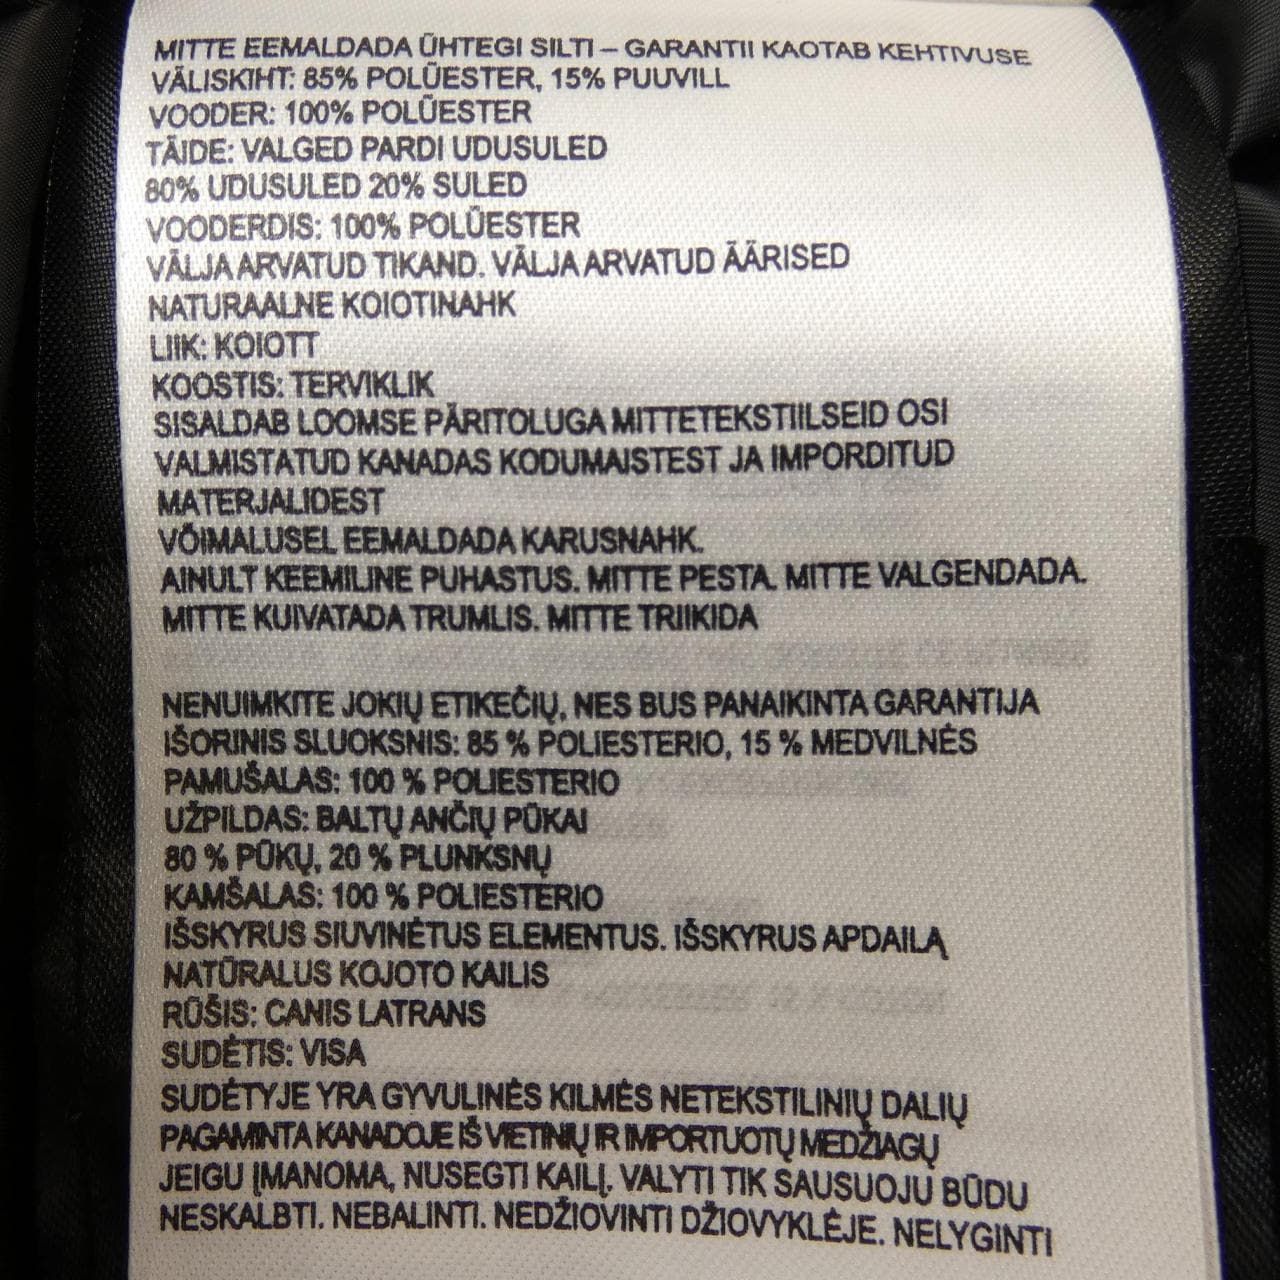 MITTE EEMALDADA ÜHTEGI SILTI – GARANTII KAOTAB KEHTIVUSE
VÄLISKIHT: 85% POLÜESTER, 15% PUUVILL
VOODER: 100% POLÜESTER
TÄIDE: VALGED PARDI UDUSULED
80% UDUSULED 20% SULED
VOODERDIS: 100% POLÜESTER
VÄLJA ARVATUD TIKAND. VÄLJA ARVATUD ÄÄRISED
NATURAALNE KOIOTINAHK
LIIK: KOIOTT
KOOSTIS: TERVIKLIK
SISALDAB LOOMSE PÄRITOLUGA MITTETEKSTIILSEID OSI
VALMISTATUD KANADAS KODUMAISTEST JA IMPORDITUD
MATERJALIDEST
VÕIMALUSEL EEMALDADA KARUSNAHK.
AINULT KEEMILINE PUHASTUS. MITTE PESTA. MITTE VALGENDADA.
MITTE KUIVATADA TRUMLIS. MITTE TRIIKIDA
NENUIMKITE JOKIŲ ETIKEČIŲ, NES BUS PANAIKINTA GARANTIJA
IŠORINIS SLUOKSNIS: 85 % POLIESTERIO, 15 % MEDVILNĖS
PAMUŠALAS: 100 % POLIESTERIO
UŽPILDAS: BALTŲ ANČIŲ PŪKAI
80 % PŪKŲ, 20 % PLUNKSNŲ
KAMŠALAS: 100 % POLIESTERIO
IŠSKYRUS SIUVINĖTUS ELEMENTUS. IŠSKYRUS APDAILĄ
NATŪRALUS KOJOTO KAILIS
RŪŠIS: CANIS LATRANS
SUDĖTIS: VISA
SUDĖTYJE YRA GYVULINĖS KILMĖS NETEKSTILINIŲ DALIŲ
PAGAMINTA KANADOJE IŠ VIETINIŲ IR IMPORTUOTŲ MEDŽIAGŲ
JEIGU ĮMANOMA, NUSEGTI KAILĮ. VALYTI TIK SAUSUOJU BŪDU
NESKALBTI. NEBALINTI. NEDŽIOVINTI DŽIOVYKLĖJE. NELYGINTI